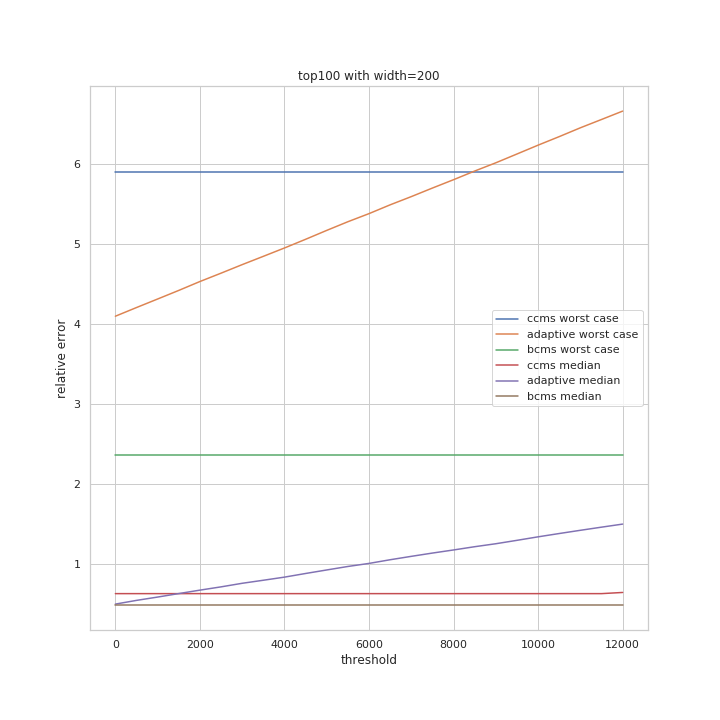 top100 with width=200
relative error
6
5
4
3
2
1
ccms worst case
adaptive worst case
bcms worst case
ccms median
adaptive median
bcms median
0 2000 4000 6000 8000 10000 12000
threshold